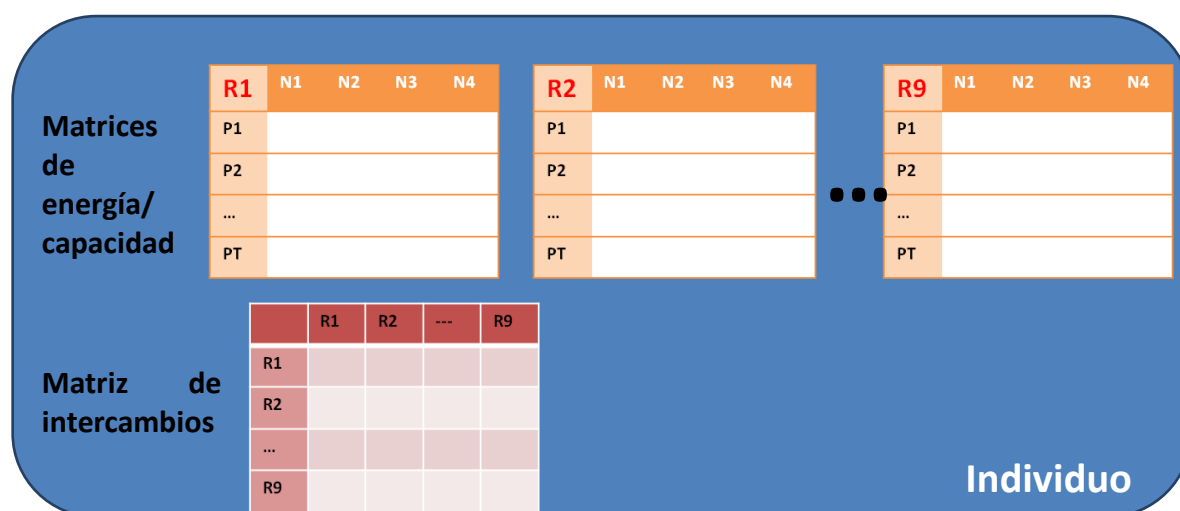 Matrices
de
energía/
capacidad
R1 N1 N2 N3 N4
P1
P2
...
PT
R2 N1 N2 N3 N4
P1
P2
...
PT
...
R9 N1 N2 N3 N4
P1
P2
...
PT
Matriz de
intercambios
R1 R2 --- R9
R1
R2
...
R9
Individuo